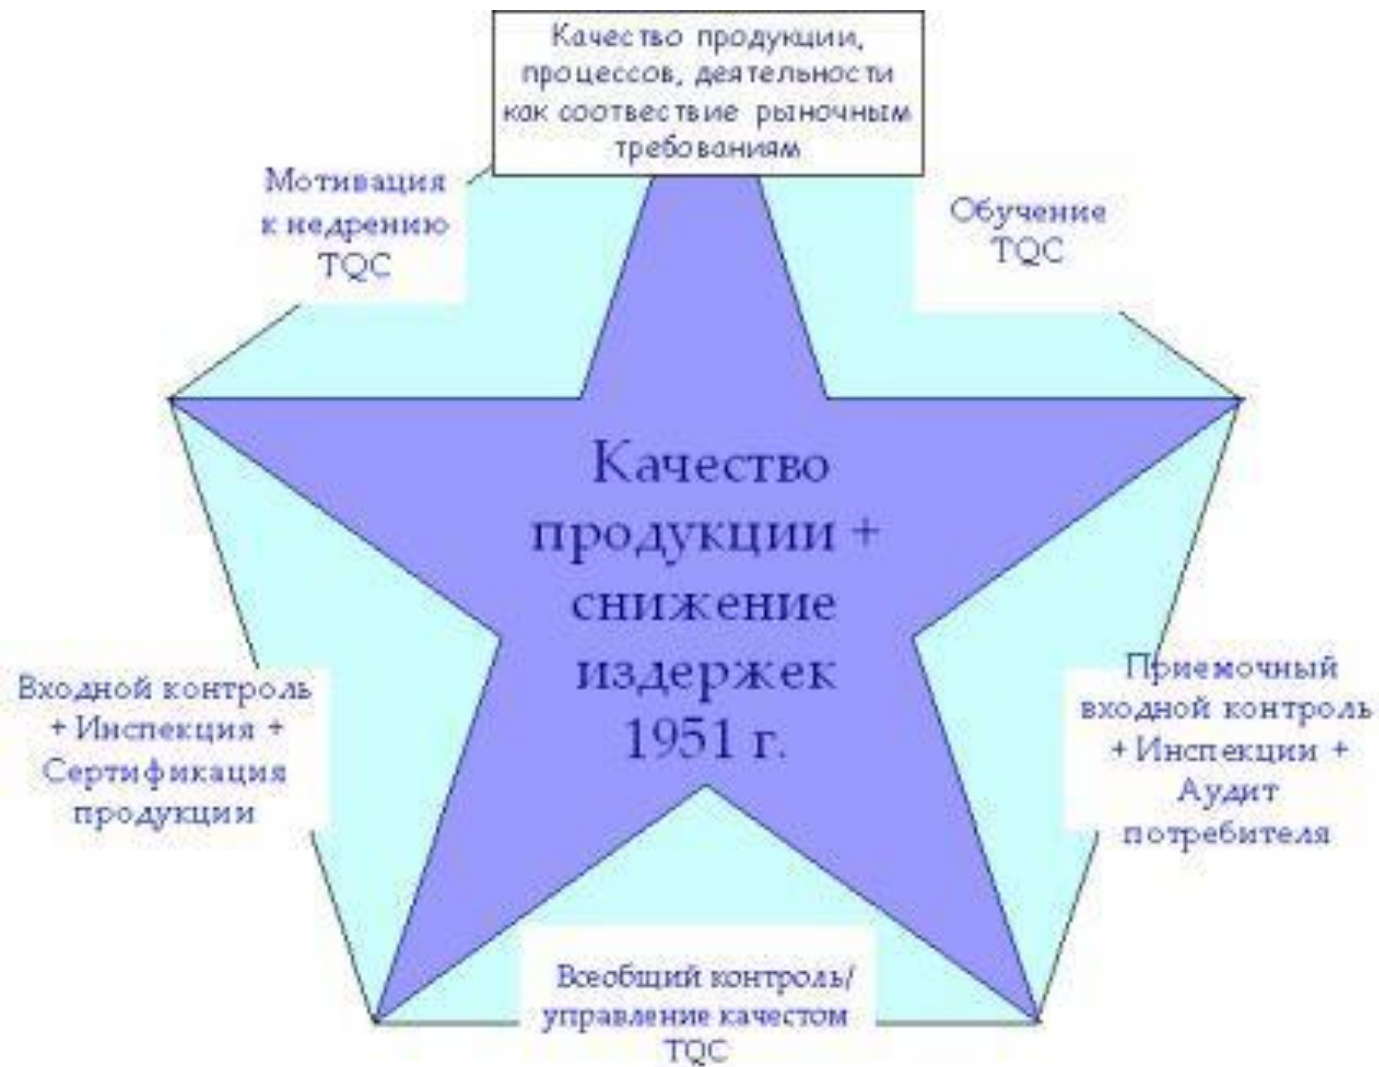 Качество продукции,
процессов, деятельности
как соотвествие рыночным
требованиям
Мотивация
к недрению
TQC
Обучение
TQC
Качество
продукции +
снижение
издержек
1951 г.
Входной контроль
+ Инспекция +
Сертификация
продукции
Приемочный
входной контроль
+ Инспекции +
Аудит
потребителя
Всеобщий контроль/
управление качестом
TQC